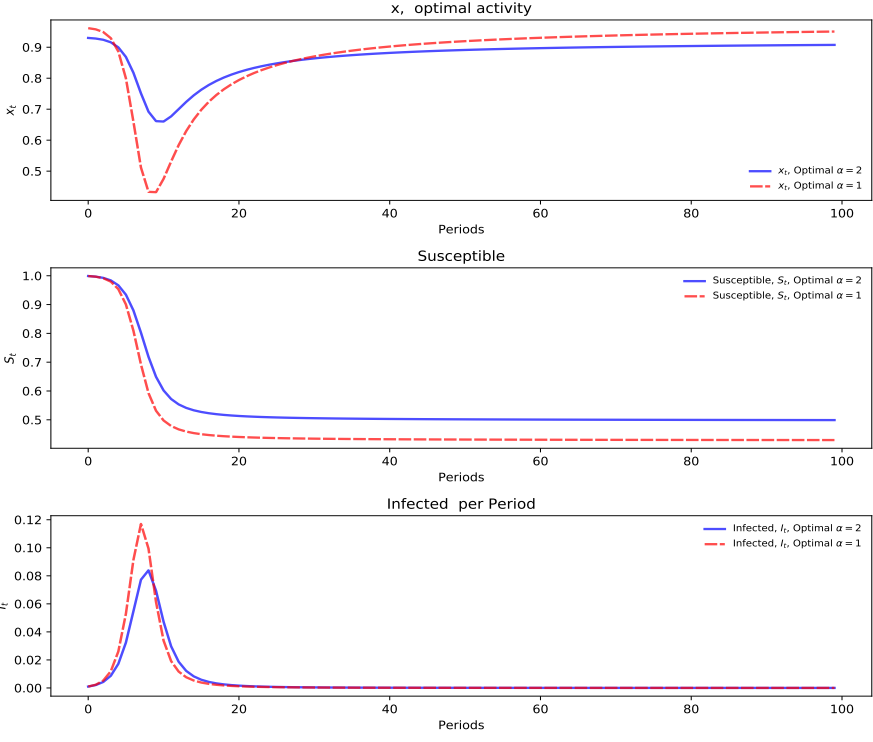 x,  optimal activity
0.9
0.8
0.7
0.6
0.5
x_t
x_t, Optimal α = 2
x_t, Optimal α = 1
0 20 40 60 80 100
Periods
Susceptible
1.0
0.9
0.8
0.7
0.6
0.5
S_t
Susceptible, S_t, Optimal α = 2
Susceptible, S_t, Optimal α = 1
0 20 40 60 80 100
Periods
Infected  per Period
0.12
0.10
0.08
0.06
0.04
0.02
0.00
I_t
Infected, I_t, Optimal α = 2
Infected, I_t, Optimal α = 1
0 20 40 60 80 100
Periods